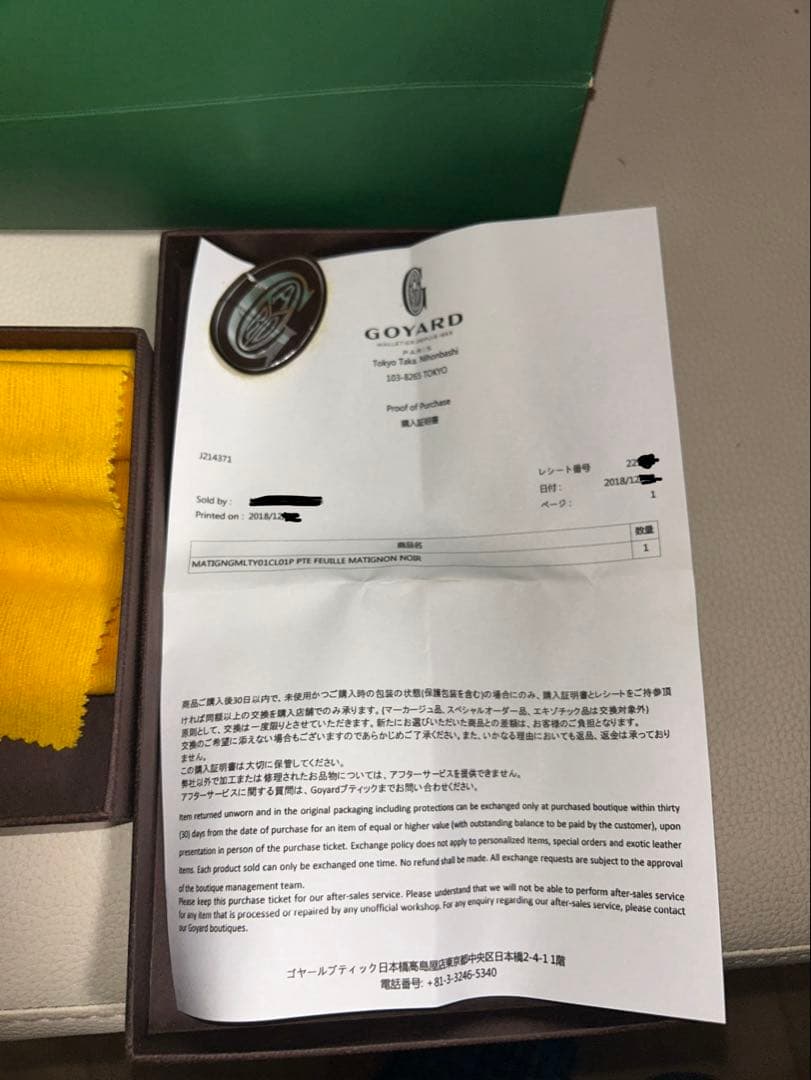 GOYARD
MALLETIER DEPUIS 1853
PARIS
Tokyo Taka. Nihonbashi
103-8265 TOKYO
Proof of Purchase
購入証明書
J214371
レシート番号 22
Sold by :
日付 : 2018/12
Printed on : 2018/12
ページ : 1
商品名 数量
MATIGNGMLTY01CL01P PTE FEUILLE MATIGNON NOIR 1
商品ご購入後30日以内で、未使用かつご購入時の包装の状態(保護包装を含む)の場合にのみ、購入証明書とレシートをご持参頂
ければ同額以上の交換を購入店舗でのみ承ります。(マーカージュ品、スペシャルオーダー品、エキゾチック品は交換対象外)
原則として、交換は一度限りとさせていただきます。新たにお選びいただいた商品との差額は、お客様のご負担となります。
交換のご希望に添えない場合もございますのであらかじめご了承ください。また、いかなる理由においても返品、返金は承っており
ません。
この購入証明書は大切に保管してください。
弊社以外で加工または修理されたお品物については、アフターサービスを提供できません。
アフターサービスに関する質問は、Goyardブティックまでお問い合わせください。
Item returned unworn and in the original packaging including protections can be exchanged only at purchased boutique within thirty
(30) days from the date of purchase for an item of equal or higher value (with outstanding balance to be paid by the customer), upon
presentation in person of the purchase ticket. Exchange policy does not apply to personalized items, special orders and exotic leather
items. Each product sold can only be exchanged one time. No refund shall be made. All exchange requests are subject to the approval
of the boutique management team.
Please keep this purchase ticket for our after-sales service. Please understand that we will not be able to perform after-sales service
for any item that is processed or repaired by any unofficial workshop. For any enquiry regarding our after-sales service, please contact
our Goyard boutiques.
ゴヤールブティック日本橋髙島屋店東京都中央区日本橋2-4-1 1階
電話番号: +81-3-3246-5340